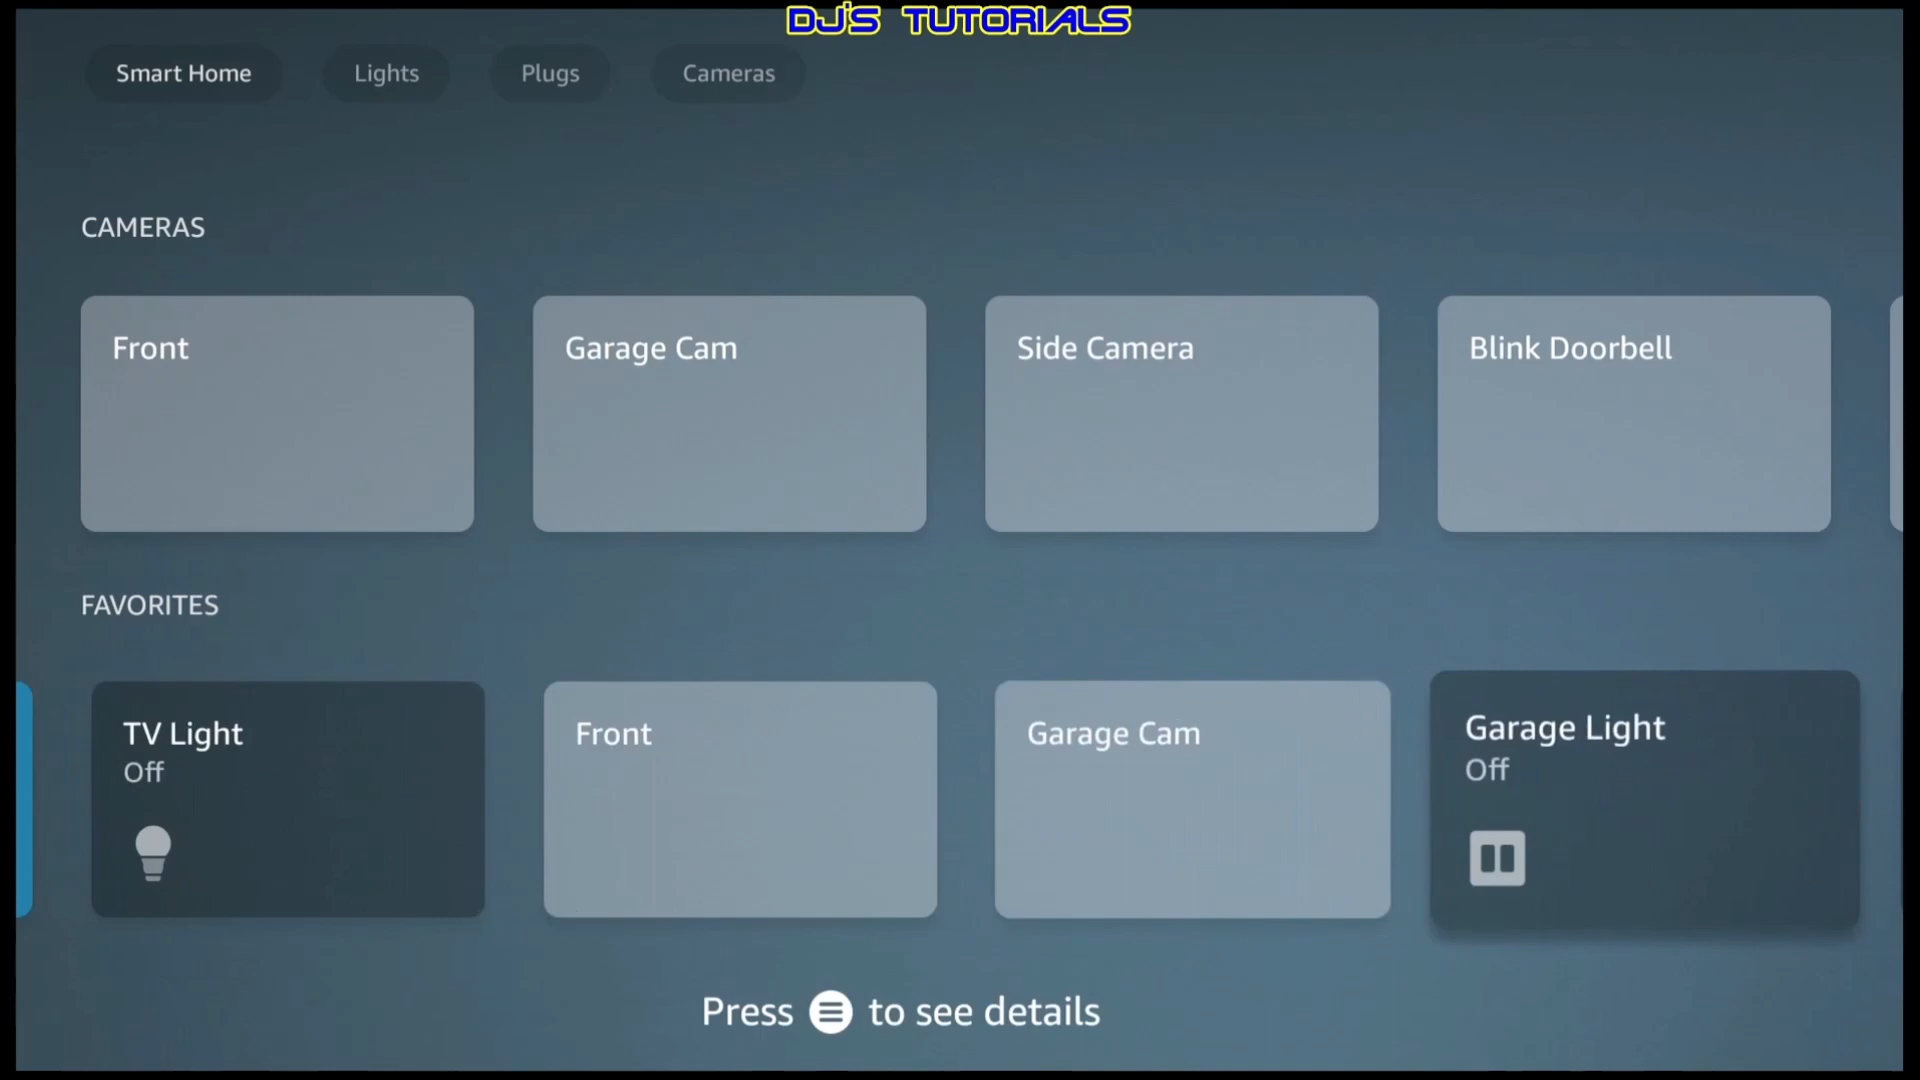 DJ'S TUTORIALS
Smart Home Lights Plugs Cameras
CAMERAS
Front Garage Cam Side Camera Blink Doorbell
FAVORITES
TV Light Front Garage Cam Garage Light
Off Off
Press to see details